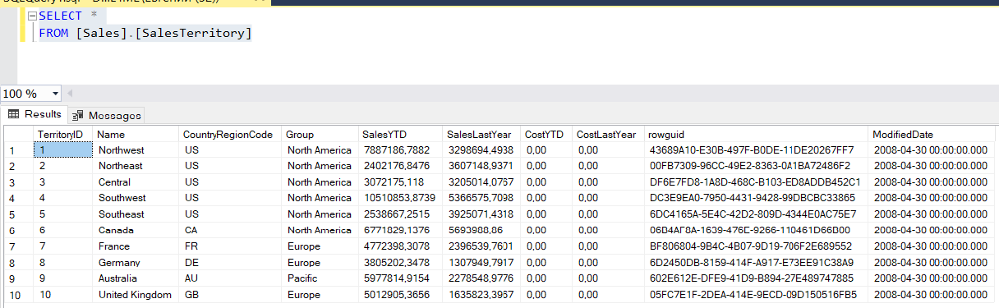 SELECT *
FROM [Sales].[SalesTerritory]
100 %
Results Messages
TerritoryID Name CountryRegionCode Group SalesYTD SalesLastYear CostYTD CostLastYear rowguid ModifiedDate
1 1 Northwest US North America 7887186,7882 3298694,4938 0,00 0,00 43689A10-E30B-497F-B0DE-11DE20267FF7 2008-04-30 00:00:00.000
2 2 Northeast US North America 2402176,8476 3607148,9371 0,00 0,00 00FB7309-96CC-49E2-8363-0A1BA72486F2 2008-04-30 00:00:00.000
3 3 Central US North America 3072175,118 3205014,0767 0,00 0,00 DF6E7FD8-1A8D-468C-B103-ED8ADDB452C1 2008-04-30 00:00:00.000
4 4 Southwest US North America 10510853,8739 5366575,7098 0,00 0,00 DC3E9EA0-7950-4431-9428-99DBCBC33865 2008-04-30 00:00:00.000
5 5 Southeast US North America 2538667,2515 3925071,4318 0,00 0,00 6DC4165A-5E4C-42D2-809D-4344E0AC75E7 2008-04-30 00:00:00.000
6 6 Canada CA North America 6771829,1376 5693988,86 0,00 0,00 06B4AF8A-1639-476E-9266-110461D66B00 2008-04-30 00:00:00.000
7 7 France FR Europe 4772398,3078 2396539,7601 0,00 0,00 BF806804-9B4C-4B07-9D19-706F2E689552 2008-04-30 00:00:00.000
8 8 Germany DE Europe 3805202,3478 1307949,7917 0,00 0,00 6D2450DB-8159-414F-A917-E73EE91C38A9 2008-04-30 00:00:00.000
9 9 Australia AU Pacific 5977814,9154 2278548,9776 0,00 0,00 602E612E-DFE9-41D9-B894-27E489747885 2008-04-30 00:00:00.000
10 10 United Kingdom GB Europe 5012905,3656 1635823,3967 0,00 0,00 05FC7E1F-2DEA-414E-9ECD-09D150516FB5 2008-04-30 00:00:00.000